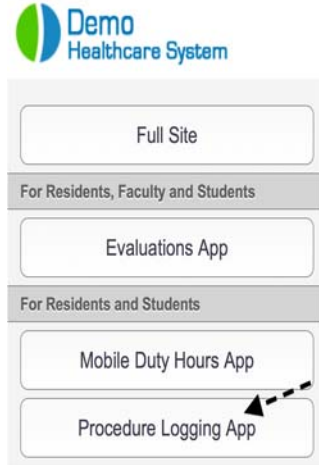 Demo
Healthcare System
Full Site
For Residents, Faculty and Students
Evaluations App
For Residents and Students
Mobile Duty Hours App
Procedure Logging App